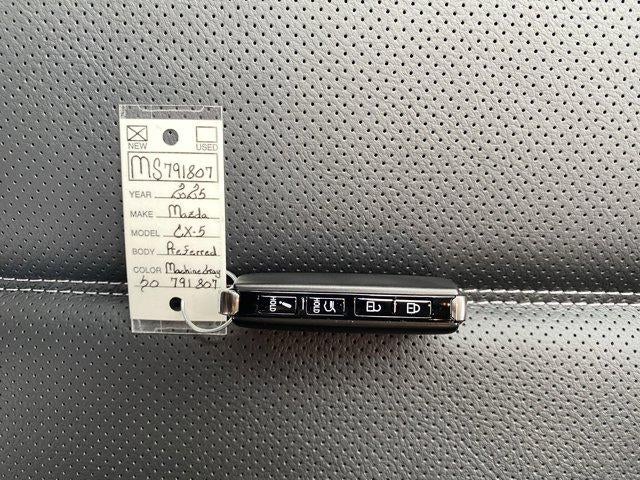 NEW USED
MS791807
YEAR 2025
MAKE Mazda
MODEL CX-5
BODY Preferred
COLOR Machine Gray
50 791807
HOLD HOLD